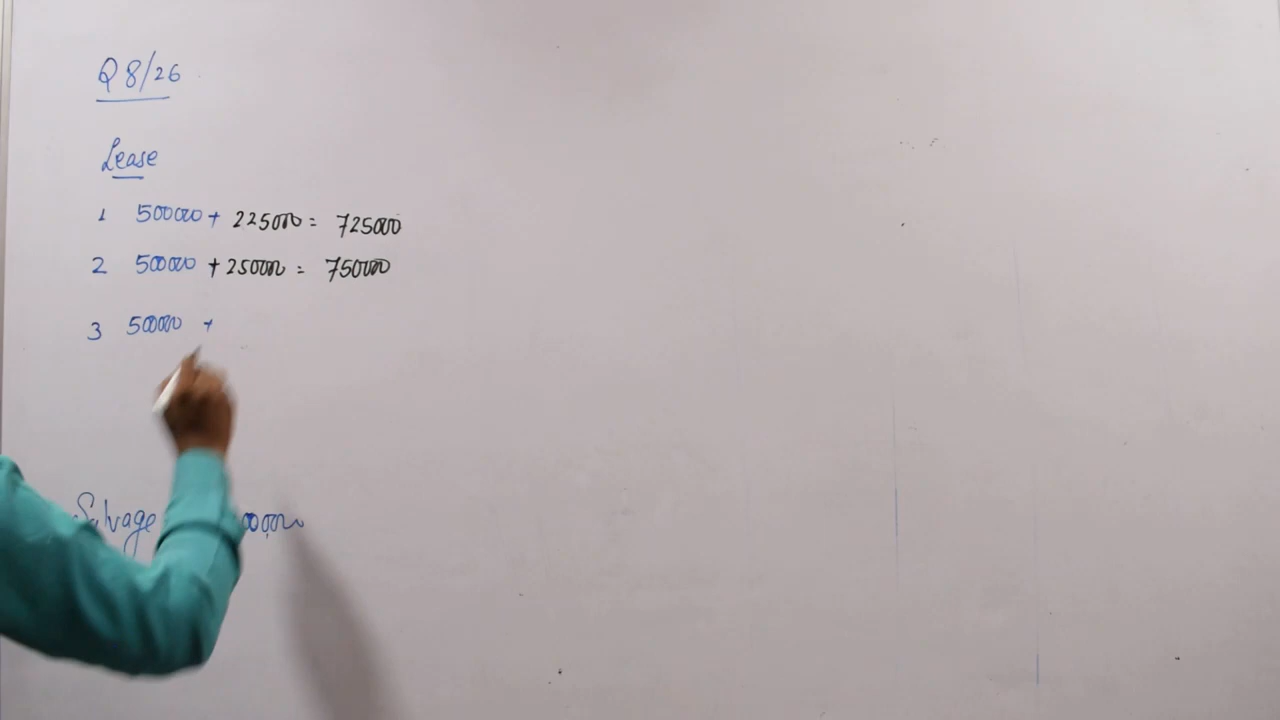 Q 8/26
Lease
1 500000 + 225000 = 725000
2 500000 + 250000 = 750000
3 500000 +
Salvage